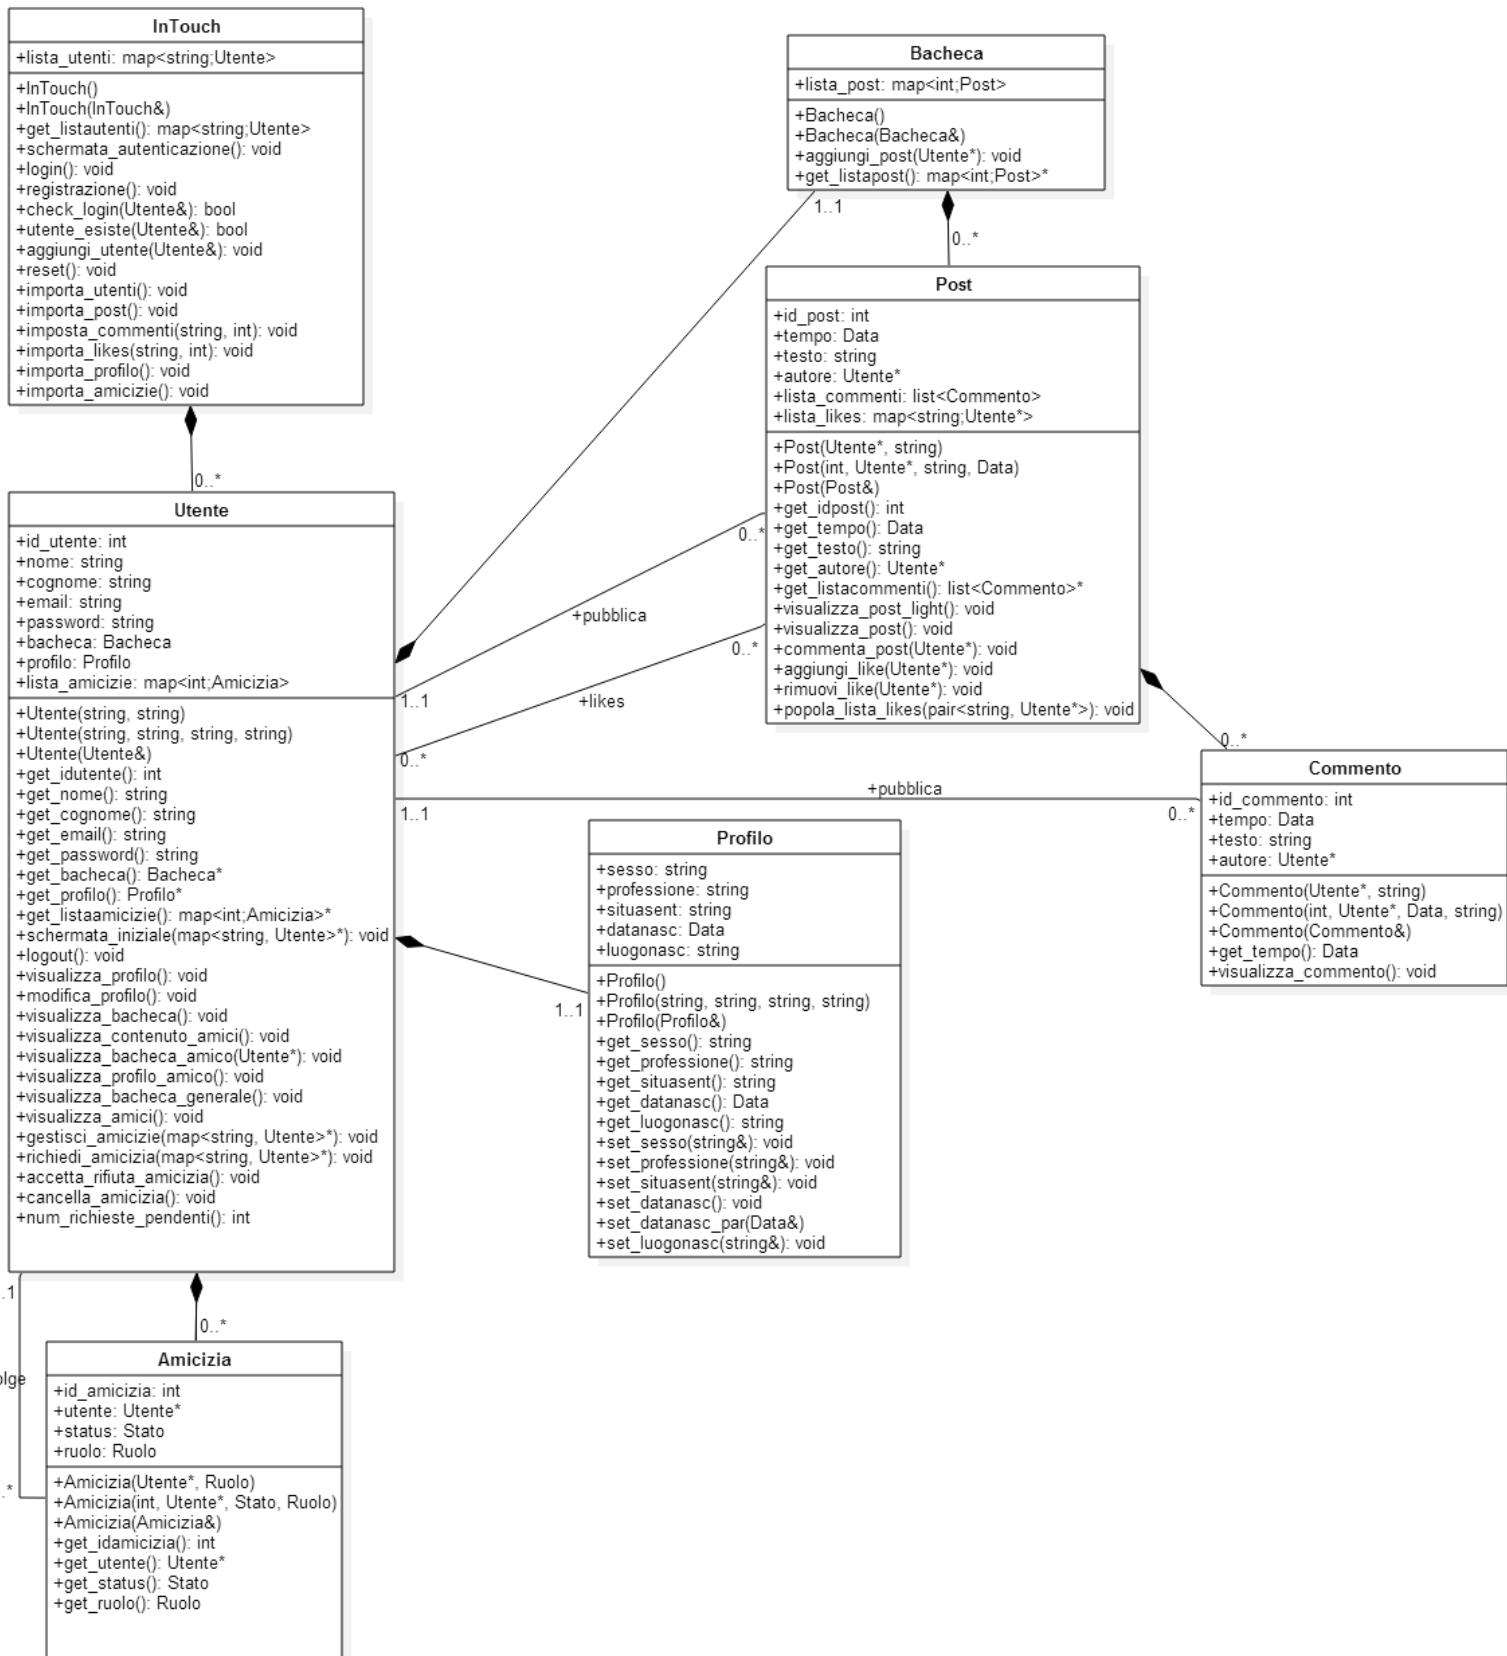 InTouch
+lista_utenti: map<string;Utente>
+InTouch()
+InTouch(InTouch&)
+get_listautenti(): map<string;Utente>
+schermata_autenticazione(): void
+login(): void
+registrazione(): void
+check_login(Utente&): bool
+utente_esiste(Utente&): bool
+aggiungi_utente(Utente&): void
+reset(): void
+importa_utenti(): void
+importa_post(): void
+imposta_commenti(string, int): void
+importa_likes(string, int): void
+importa_profilo(): void
+importa_amicizie(): void
0..*
Bacheca
+lista_post: map<int;Post>
+Bacheca()
+Bacheca(Bacheca&)
+aggiungi_post(Utente*): void
+get_listapost(): map<int;Post>*
1..1
0..*
Post
+id_post: int
+tempo: Data
+testo: string
+autore: Utente*
+lista_commenti: list<Commento>
+lista_likes: map<string;Utente*>
+Post(Utente*, string)
+Post(int, Utente*, string, Data)
+Post(Post&)
+get_idpost(): int
+get_tempo(): Data
+get_testo(): string
+get_autore(): Utente*
+get_listacommenti(): list<Commento>*
+visualizza_post_light(): void
+visualizza_post(): void
+commenta_post(Utente*): void
+aggiungi_like(Utente*): void
+rimuovi_like(Utente*): void
+popola_lista_likes(pair<string, Utente*>): void
Utente
+id_utente: int
+nome: string
+cognome: string
+email: string
+password: string
+bacheca: Bacheca
+profilo: Profilo
+lista_amicizie: map<int;Amicizia>
+Utente(string, string)
+Utente(string, string, string, string)
+Utente(Utente&)
+get_idutente(): int
+get_nome(): string
+get_cognome(): string
+get_email(): string
+get_password(): string
+get_bacheca(): Bacheca*
+get_profilo(): Profilo*
+get_listaamicizie(): map<int;Amicizia>*
+schermata_iniziale(map<string, Utente>*): void
+logout(): void
+visualizza_profilo(): void
+modifica_profilo(): void
+visualizza_bacheca(): void
+visualizza_contenuto_amici(): void
+visualizza_bacheca_amico(Utente*): void
+visualizza_profilo_amico(): void
+visualizza_bacheca_generale(): void
+visualizza_amici(): void
+gestisci_amicizie(map<string, Utente>*): void
+richiedi_amicizia(map<string, Utente>*): void
+accetta_rifiuta_amicizia(): void
+cancella_amicizia(): void
+num_richieste_pendenti(): int
0..*
+pubblica
1..1
0..*
+likes
0..*
0..*
+pubblica
1..1
0..*
Commento
+id_commento: int
+tempo: Data
+testo: string
+autore: Utente*
+Commento(Utente*, string)
+Commento(int, Utente*, Data, string)
+Commento(Commento&)
+get_tempo(): Data
+visualizza_commento(): void
Profilo
+sesso: string
+professione: string
+situasent: string
+datanasc: Data
+luogonasc: string
+Profilo()
+Profilo(string, string, string, string)
+Profilo(Profilo&)
+get_sesso(): string
+get_professione(): string
+get_situasent(): string
+get_datanasc(): Data
+get_luogonasc(): string
+set_sesso(string&): void
+set_professione(string&): void
+set_situasent(string&): void
+set_datanasc(): void
+set_datanasc_par(Data&)
+set_luogonasc(string&): void
1..1
.1
0..*
olge
.*
Amicizia
+id_amicizia: int
+utente: Utente*
+status: Stato
+ruolo: Ruolo
+Amicizia(Utente*, Ruolo)
+Amicizia(int, Utente*, Stato, Ruolo)
+Amicizia(Amicizia&)
+get_idamicizia(): int
+get_utente(): Utente*
+get_status(): Stato
+get_ruolo(): Ruolo